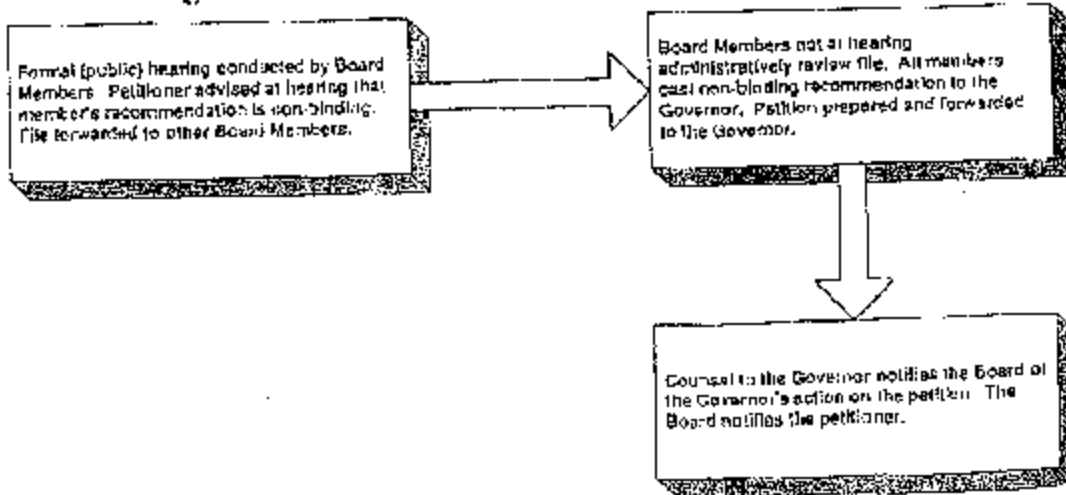 Formal (public) hearing conducted by Board
Members. Petitioner advised at hearing that
member's recommendation is non-binding.
File forwarded to other Board Members.
Board Members not at hearing
administratively review file. All members
cast non-binding recommendation to the
Governor. Petition prepared and forwarded
to the Governor.
Counsel to the Governor notifies the Board of
the Governor's action on the petition. The
Board notifies the petitioner.